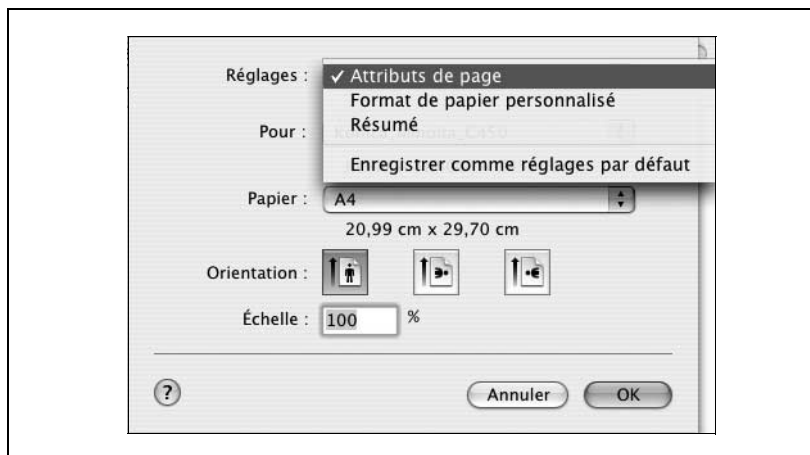 Réglages : ✓ Attributs de page
Format de papier personnalisé
Résumé
Enregistrer comme réglages par défaut
Pour :
Papier : A4
20,99 cm x 29,70 cm
Orientation :
Échelle : 100 %
? Annuler OK